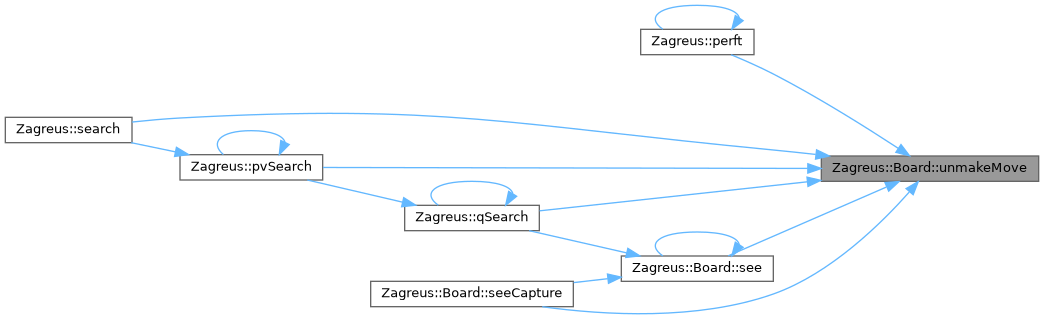 Zagreus::perft
Zagreus::search
Zagreus::pvSearch
Zagreus::Board::unmakeMove
Zagreus::qSearch
Zagreus::Board::see
Zagreus::Board::seeCapture